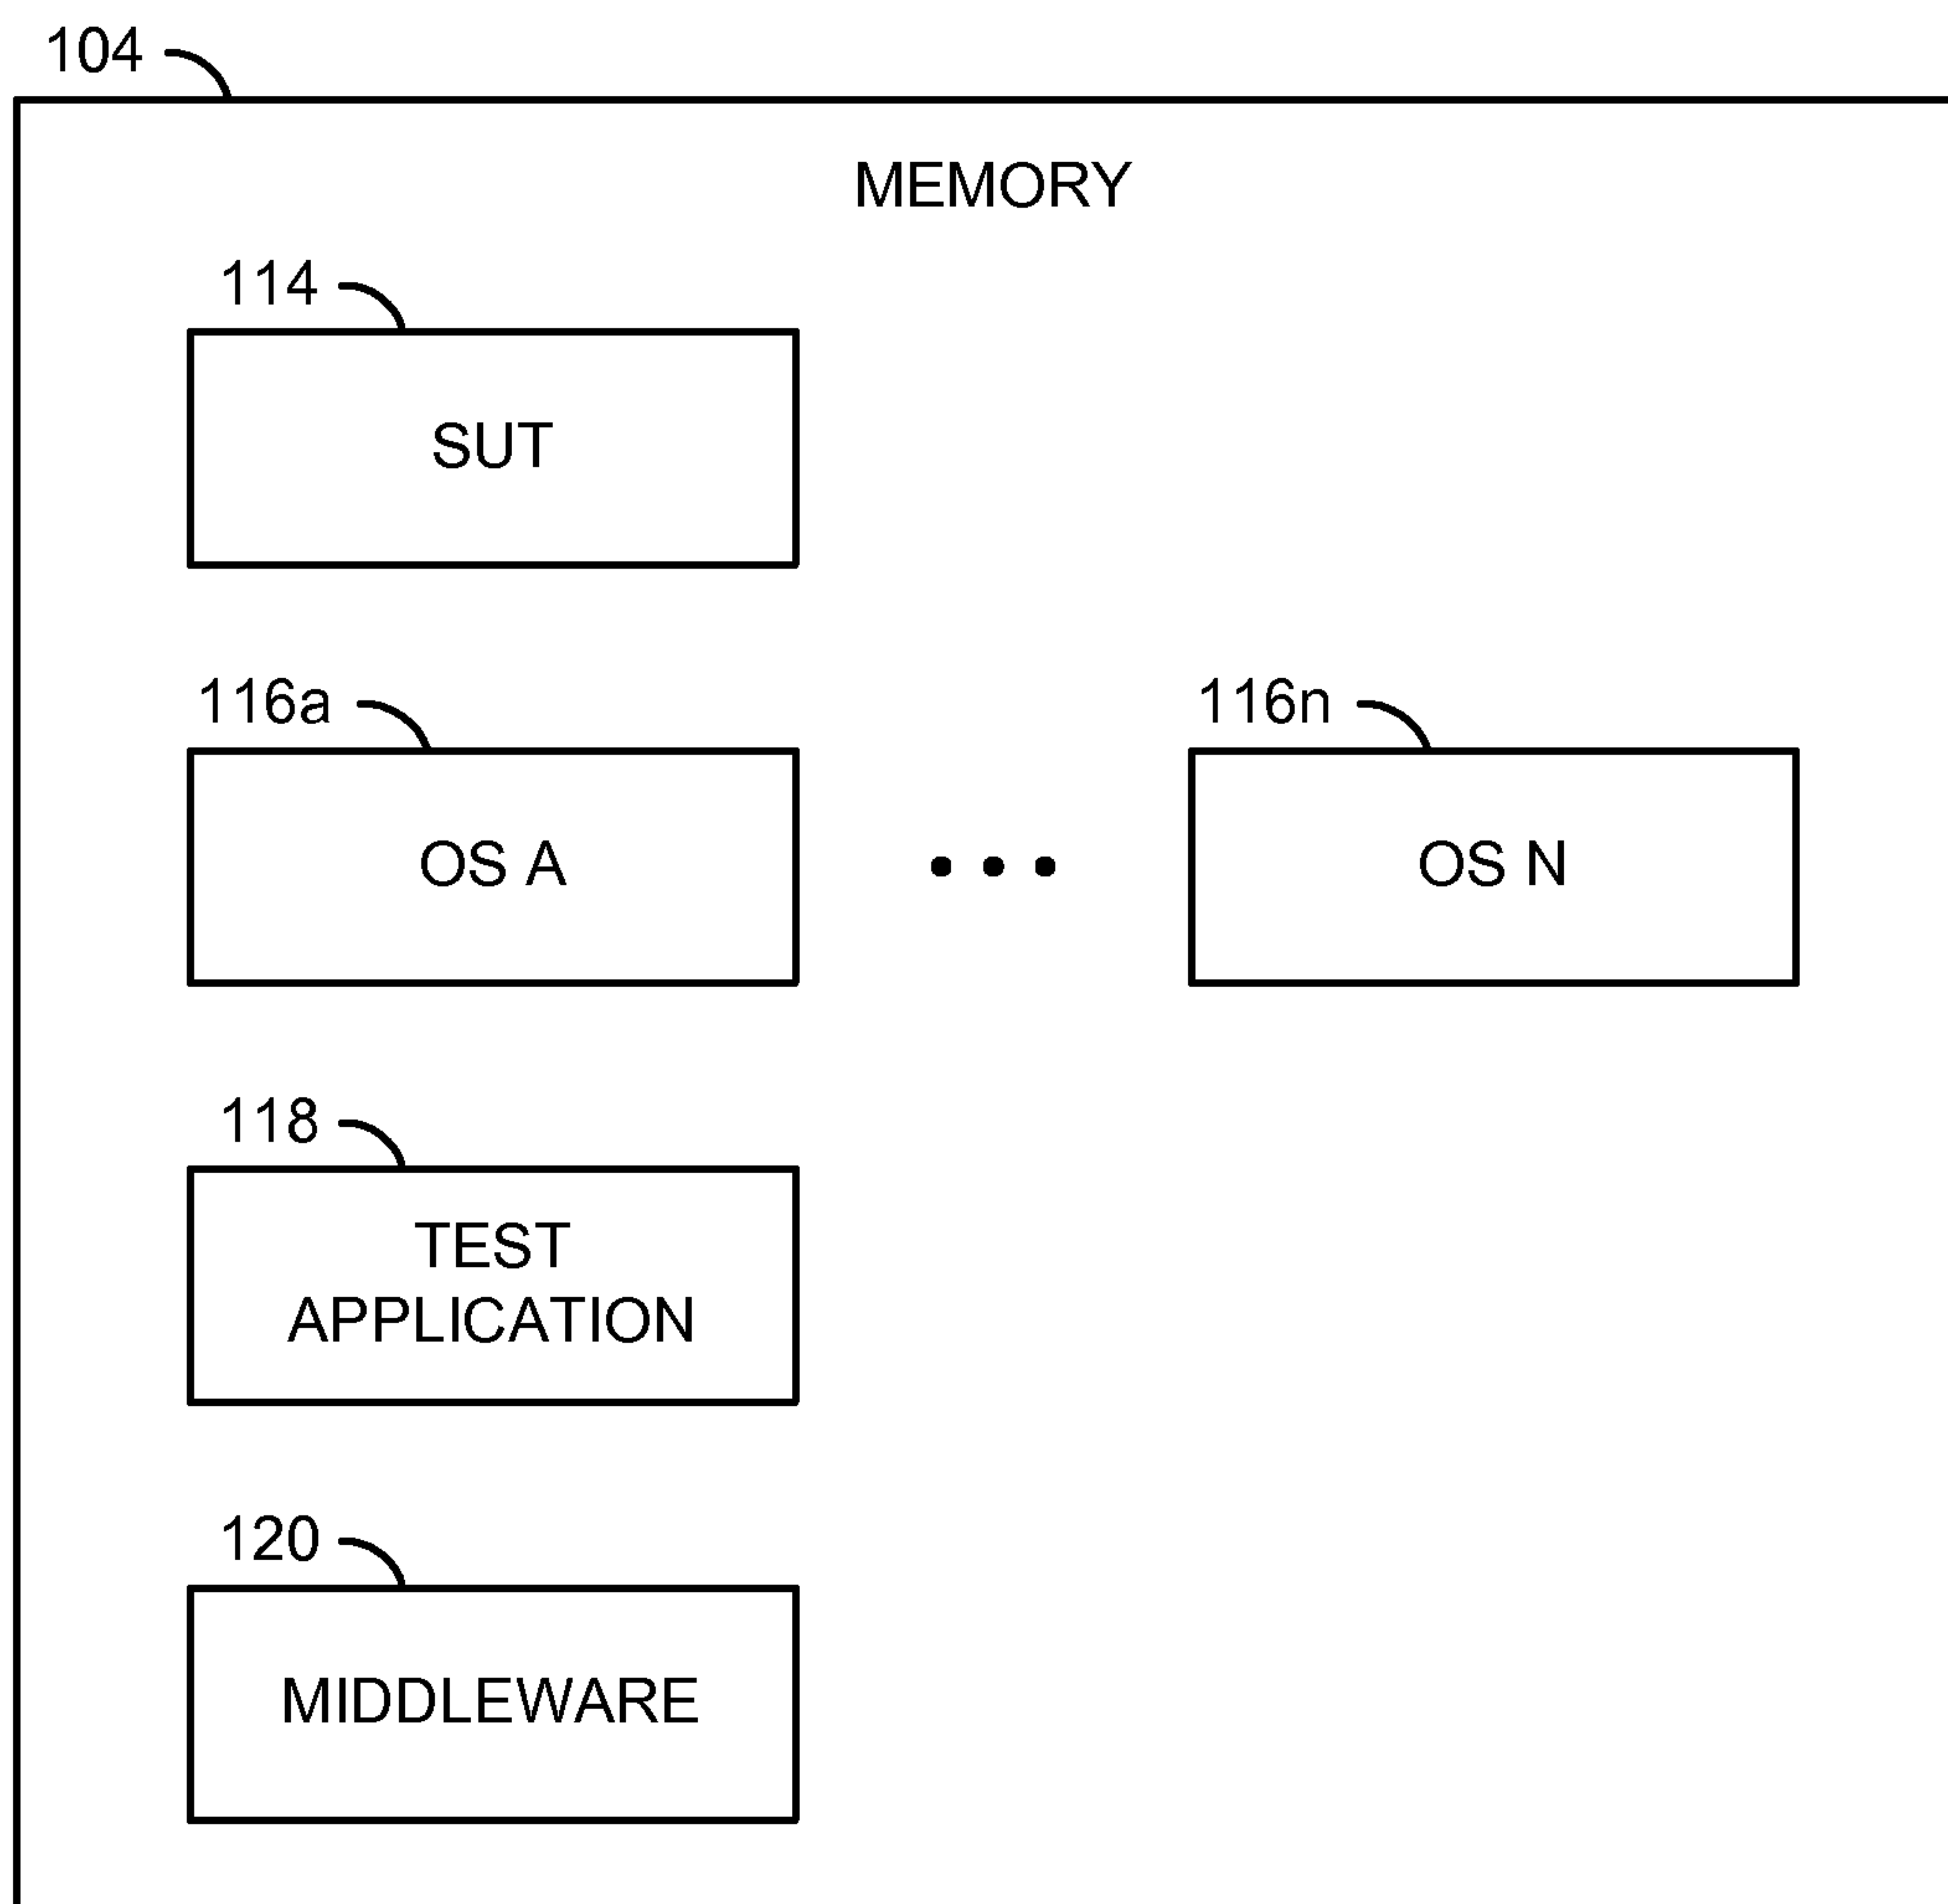 104
MEMORY
114
SUT
116a
116n
OS A
OS N
118
TEST
APPLICATION
120
MIDDLEWARE